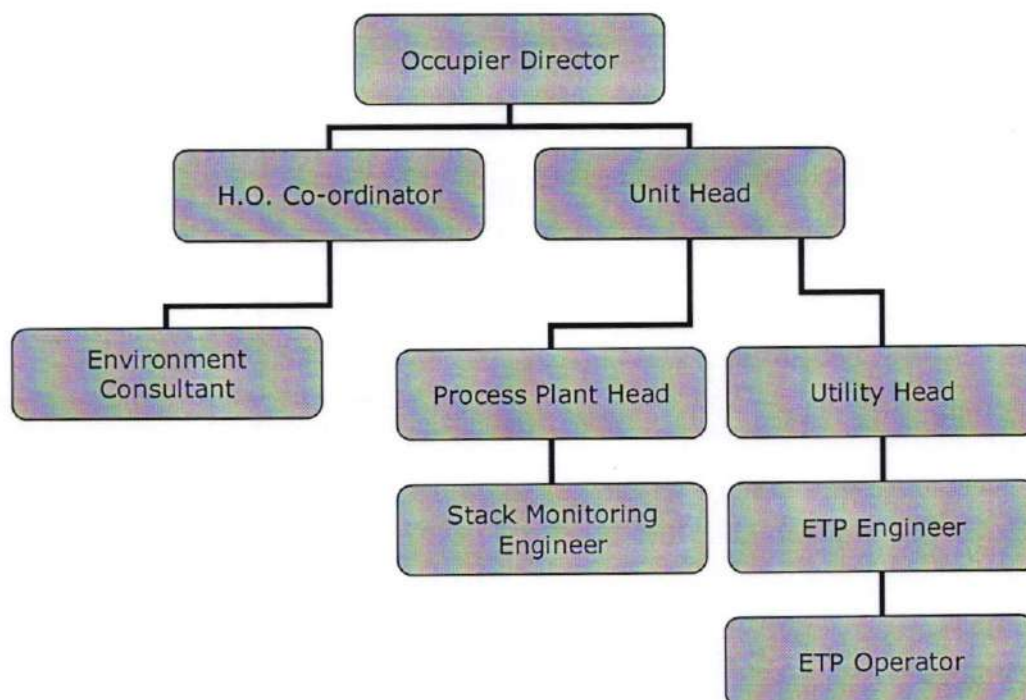 Occupier Director
H.O. Co-ordinator
Unit Head
Environment
Consultant
Process Plant Head
Utility Head
Stack Monitoring
Engineer
ETP Engineer
ETP Operator